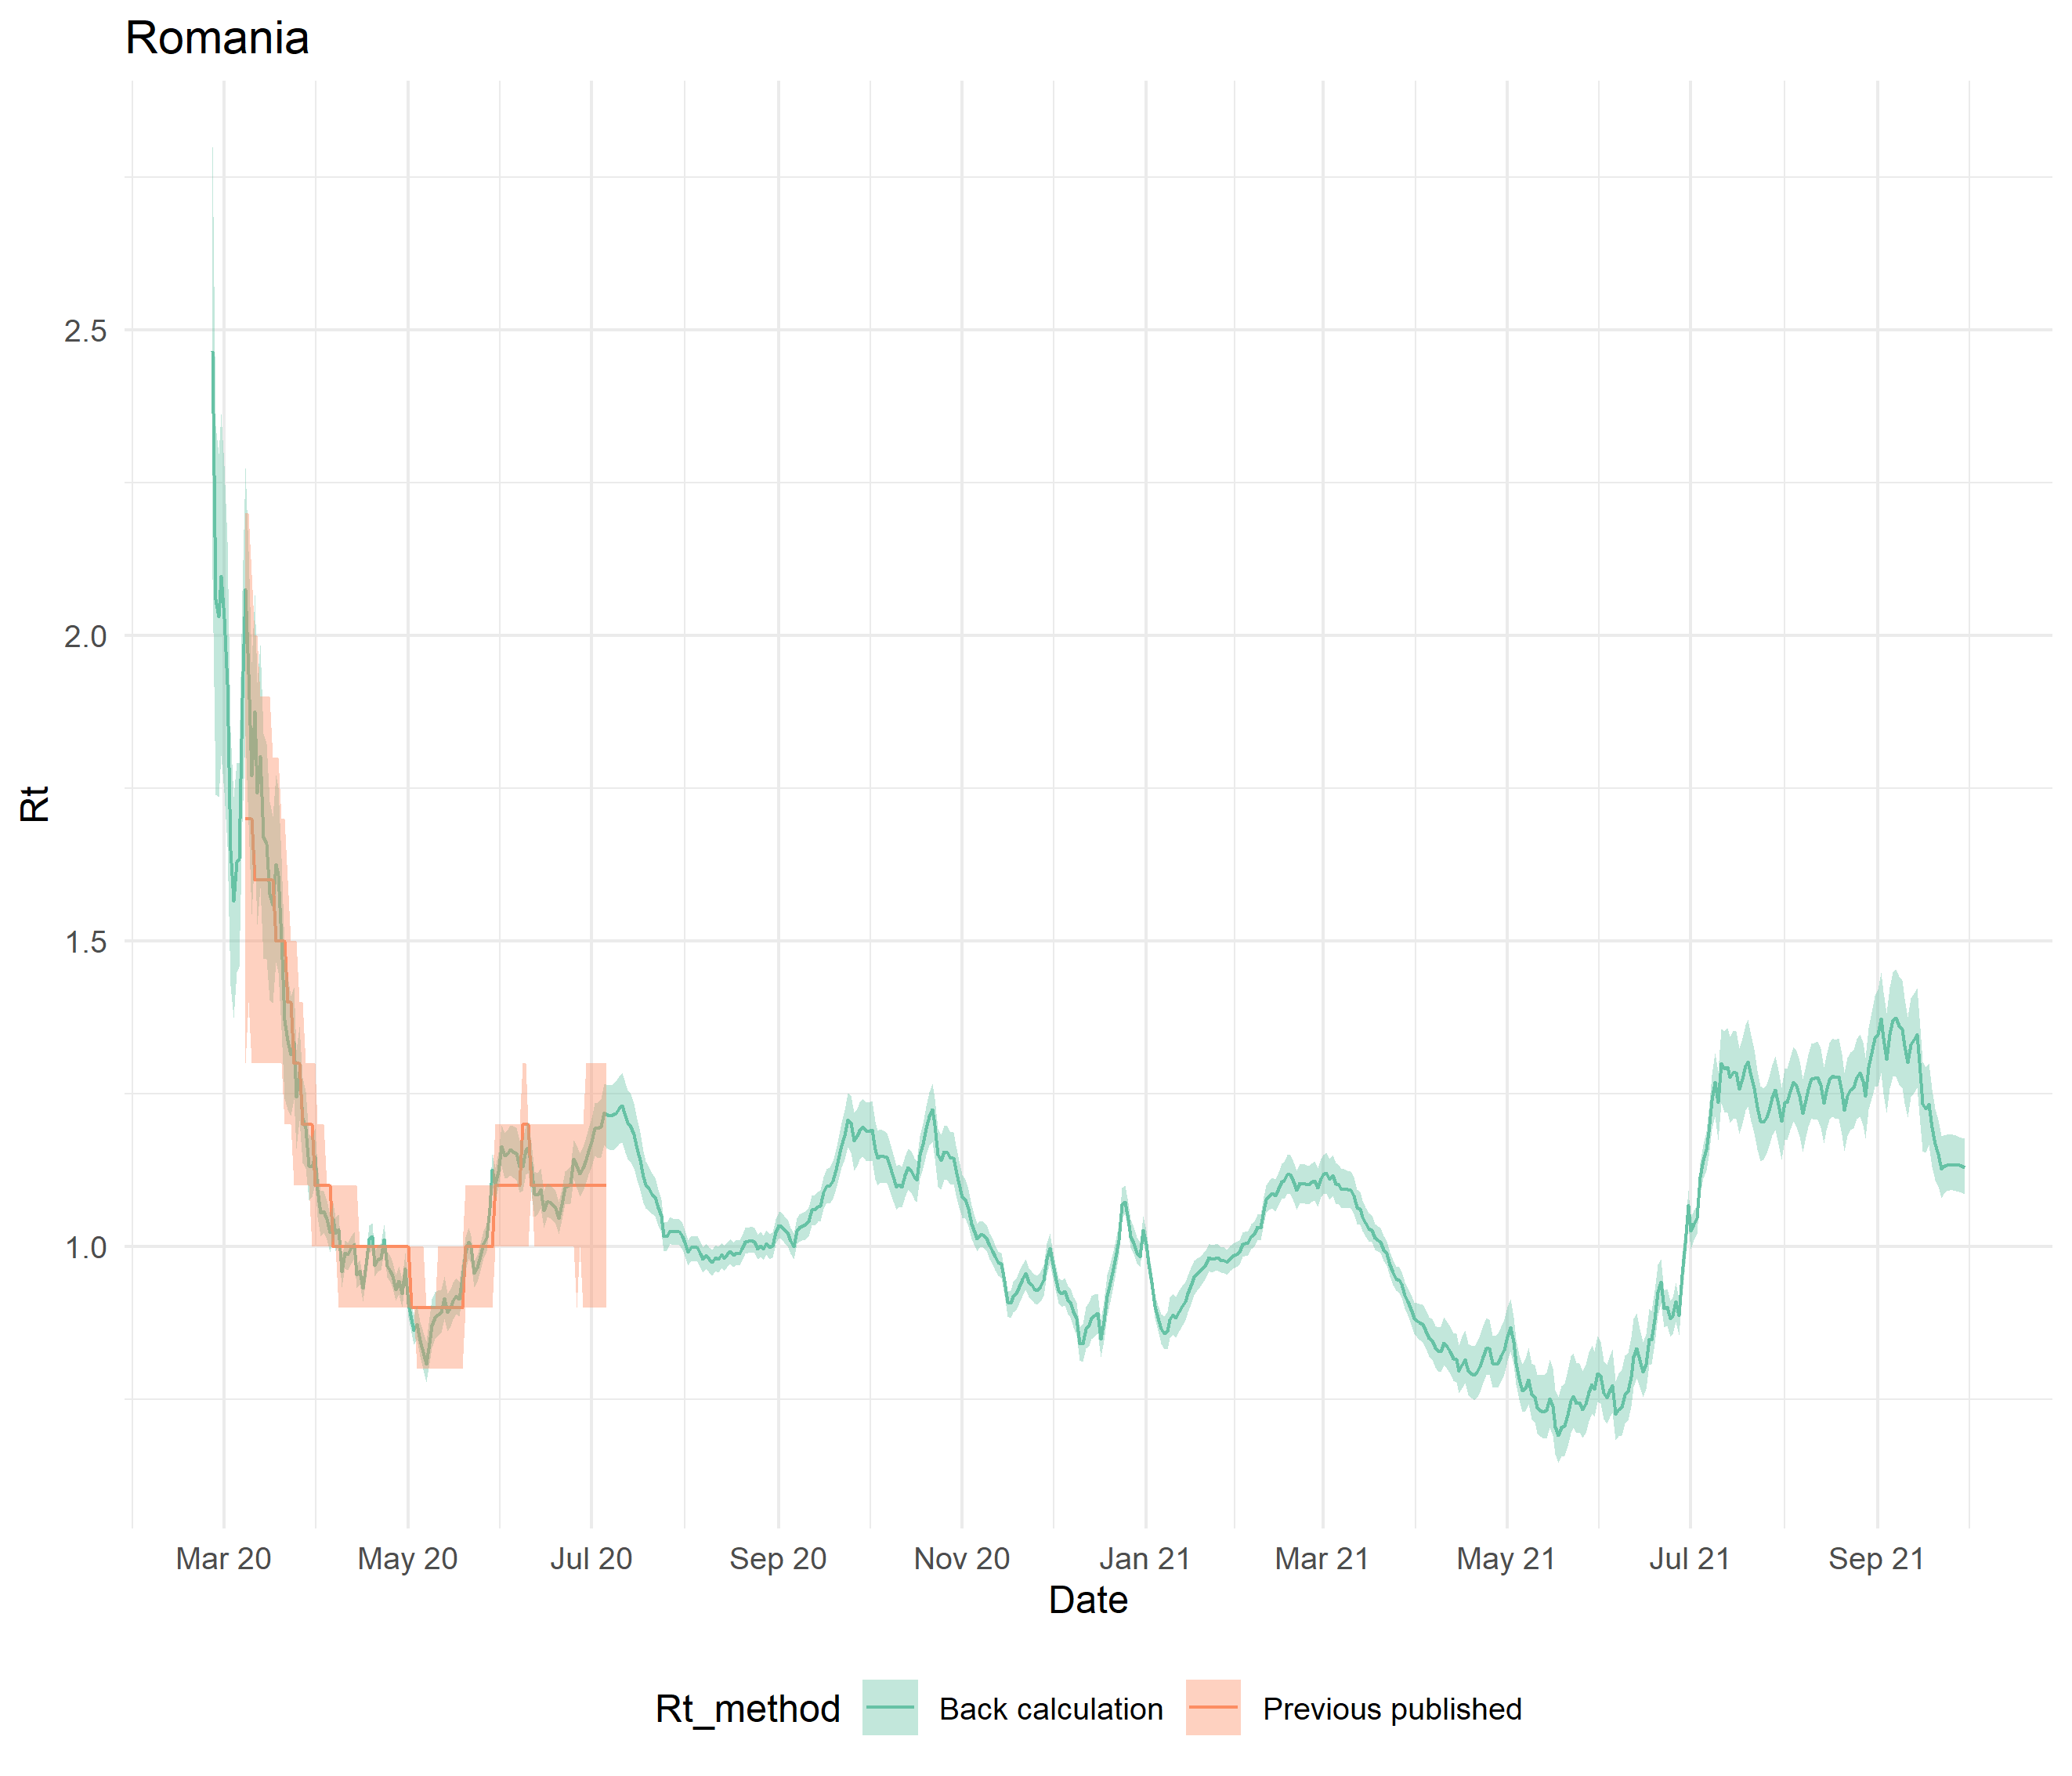 Romania
Rt
2.5
2.0
1.5
1.0
Mar 20 May 20 Jul 20 Sep 20 Nov 20 Jan 21 Mar 21 May 21 Jul 21 Sep 21
Date
Rt_method Back calculation Previous published